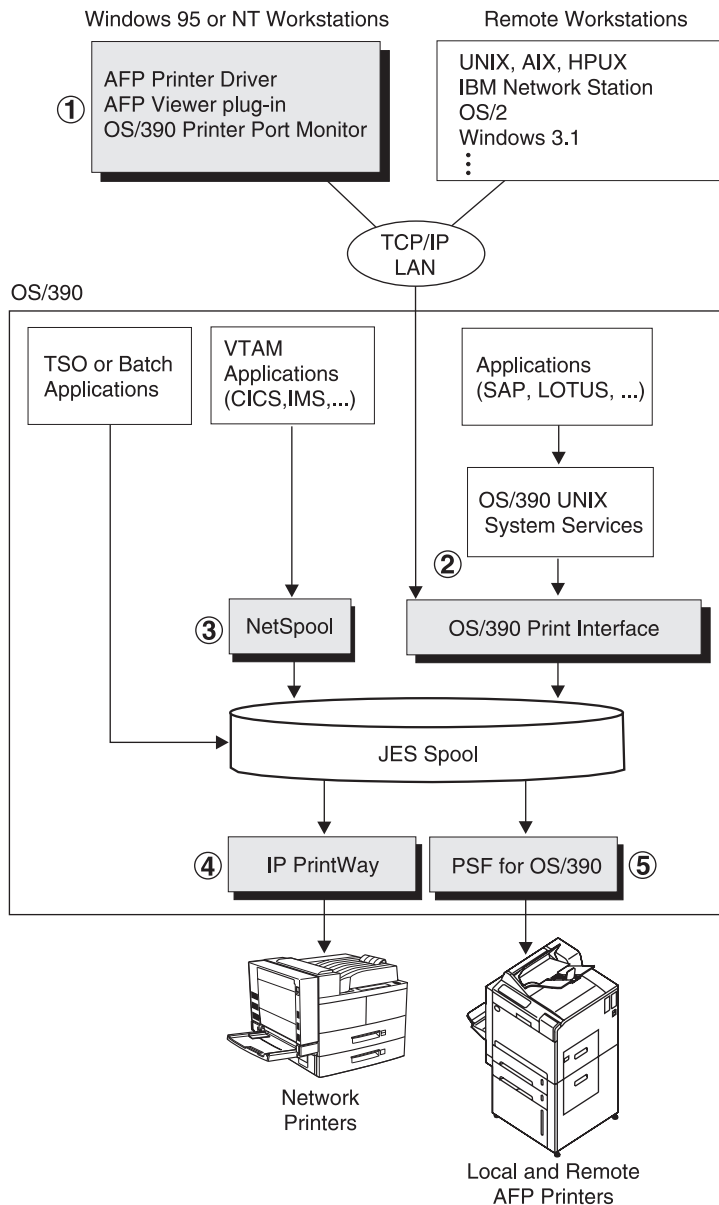 Windows 95 or NT Workstations
Remote Workstations
①
AFP Printer Driver
AFP Viewer plug-in
OS/390 Printer Port Monitor
UNIX, AIX, HPUX
IBM Network Station
OS/2
Windows 3.1
TCP/IP
LAN
OS/390
TSO or Batch
Applications
VTAM
Applications
(CICS,IMS,...)
Applications
(SAP, LOTUS, ...)
OS/390 UNIX
System Services
②
③
NetSpool
OS/390 Print Interface
JES Spool
④
IP PrintWay
PSF for OS/390
⑤
Network
Printers
Local and Remote
AFP Printers